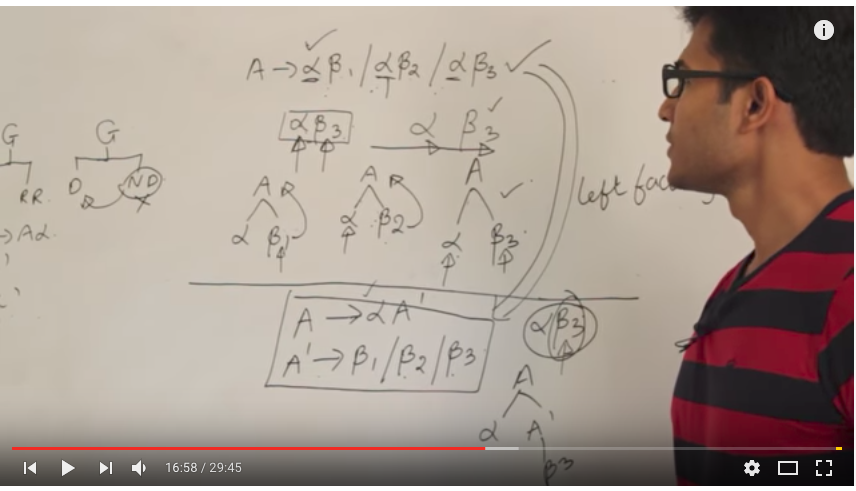 A → αβ₁ / αβ₂ / αβ₃
αβ₃
α β₃
G
G
RR
D
ND
A
α β₁
A
α β₂
A
α β₃
→ Aα
left fac
A → αA'
A' → β₁ / β₂ / β₃
αβ₃
A
α A'
β3
16:58 / 29:45